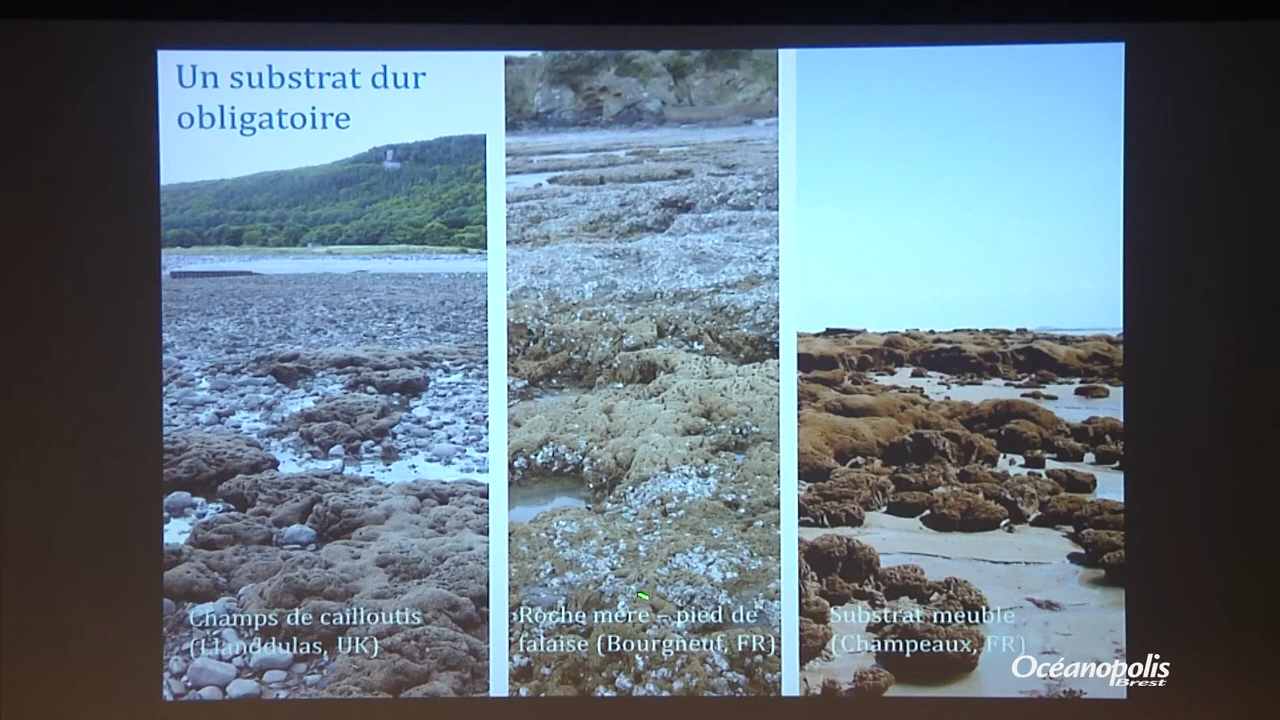 Un substrat dur
obligatoire
Champs de cailloutis
(Llanddulas, UK)
Roche mère – pied de
falaise (Bourgneuf, FR)
Substrat meuble
(Champeaux, FR)
Océanopolis
Brest